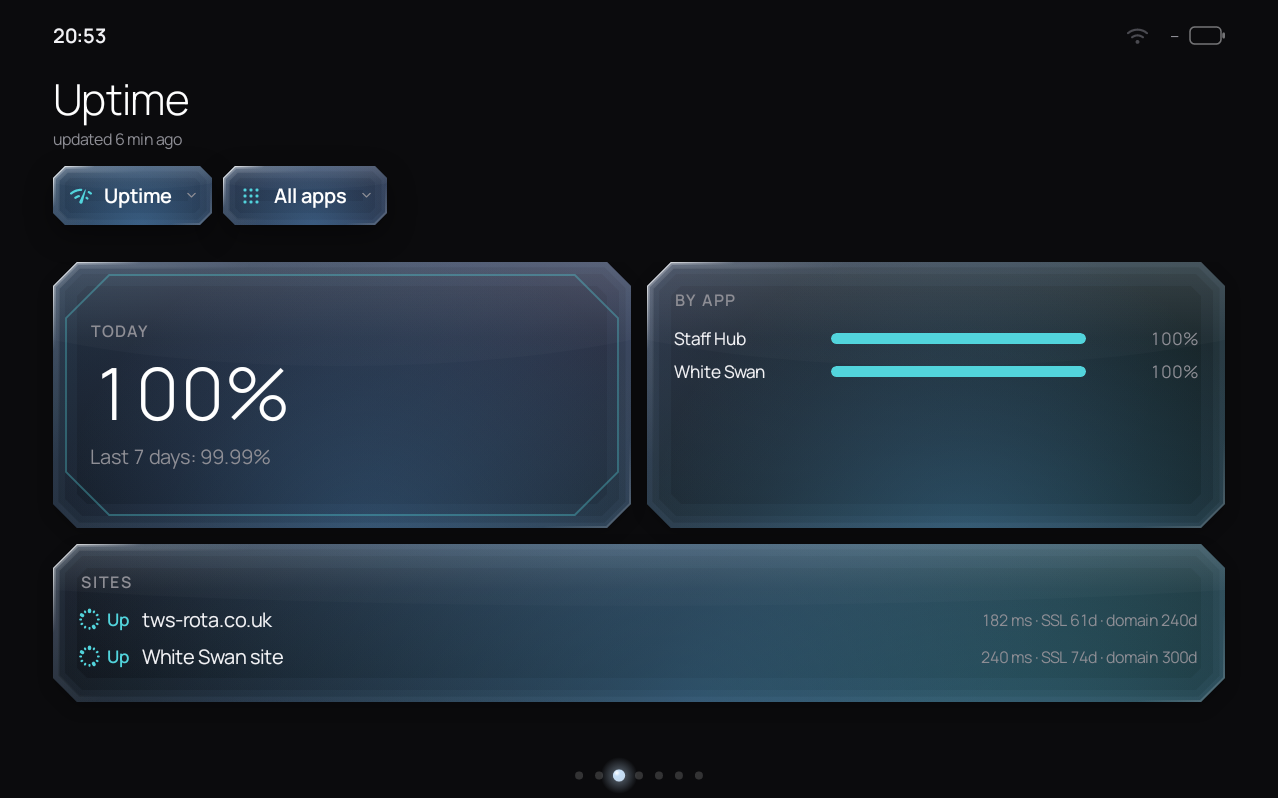 20:53
–
Uptime
updated 6 min ago
Uptime
All apps
TODAY
100%
Last 7 days: 99.99%
BY APP
Staff Hub 100%
White Swan 100%
SITES
Up tws-rota.co.uk 182 ms · SSL 61d · domain 240d
Up White Swan site 240 ms · SSL 74d · domain 300d